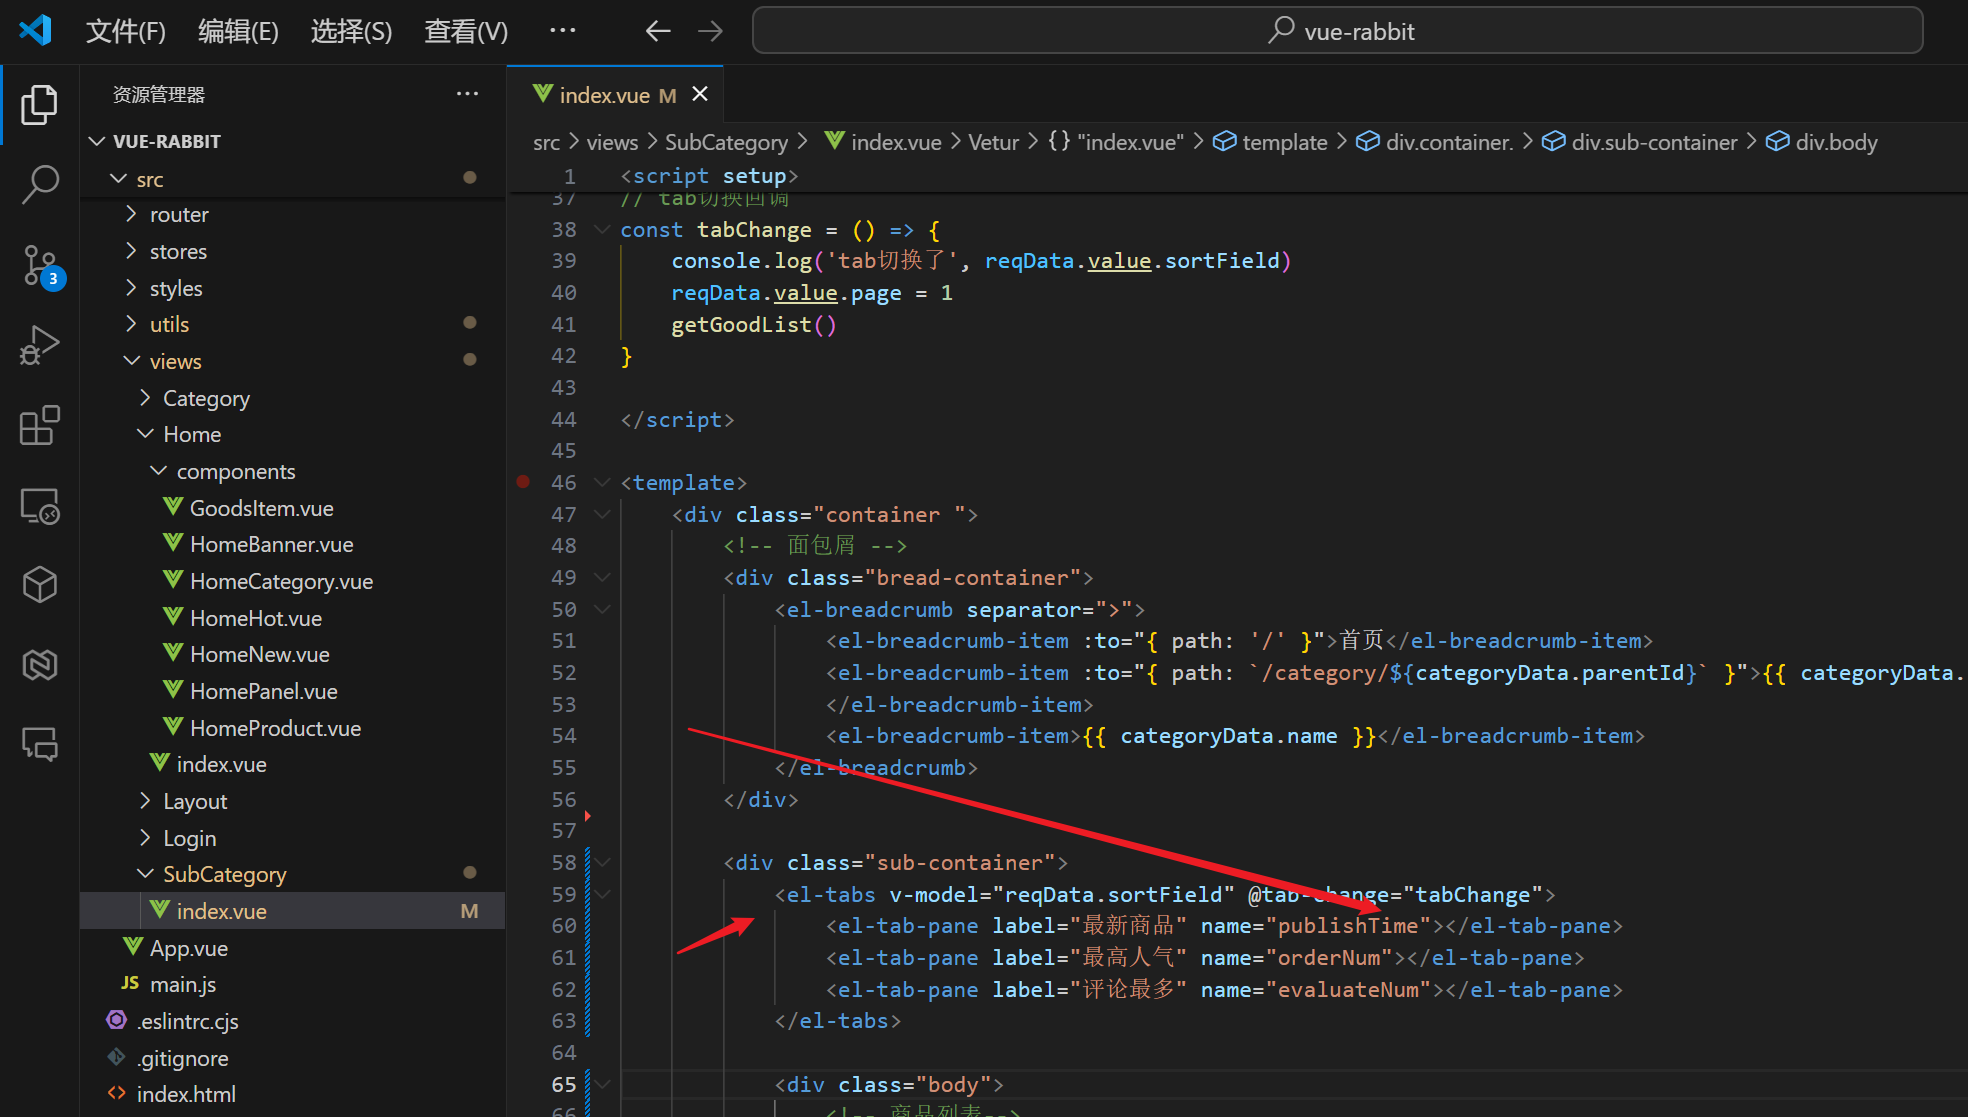 文件(F) 编辑(E) 选择(S) 查看(V) ··· vue-rabbit
资源管理器 ···
VUE-RABBIT
src
router
stores
styles
utils
views
Category
Home
components
GoodsItem.vue
HomeBanner.vue
HomeCategory.vue
HomeHot.vue
HomeNew.vue
HomePanel.vue
HomeProduct.vue
index.vue
Layout
Login
SubCategory
index.vue M
App.vue
JS main.js
.eslintrc.cjs
.gitignore
<> index.html
3
index.vue M
src > views > SubCategory > index.vue > Vetur > {} "index.vue" > template > div.container. > div.sub-container > div.body
1 <script setup>
37 // tab切换回调
38 const tabChange = () => {
39 console.log('tab切换了', reqData.value.sortField)
40 reqData.value.page = 1
41 getGoodList()
42 }
43
44 </script>
45
46 <template>
47 <div class="container ">
48 <!-- 面包屑 -->
49 <div class="bread-container">
50 <el-breadcrumb separator=">">
51 <el-breadcrumb-item :to="{ path: '/' }">首页</el-breadcrumb-item>
52 <el-breadcrumb-item :to="{ path: `/category/${categoryData.parentId}` }">{{ categoryData.
53 </el-breadcrumb-item>
54 <el-breadcrumb-item>{{ categoryData.name }}</el-breadcrumb-item>
55 </el-breadcrumb>
56 </div>
57
58 <div class="sub-container">
59 <el-tabs v-model="reqData.sortField" @tab-change="tabChange">
60 <el-tab-pane label="最新商品" name="publishTime"></el-tab-pane>
61 <el-tab-pane label="最高人气" name="orderNum"></el-tab-pane>
62 <el-tab-pane label="评论最多" name="evaluateNum"></el-tab-pane>
63 </el-tabs>
64
65 <div class="body">
66 <!-- 商品列表-->